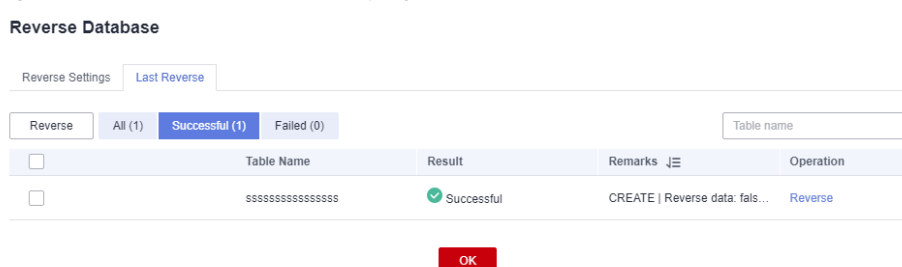 Reverse Database
Reverse Settings Last Reverse
Reverse All (1) Successful (1) Failed (0) Table name
Table Name Result Remarks Operation
ssssssssssssssss Successful CREATE | Reverse data: fals... Reverse
OK